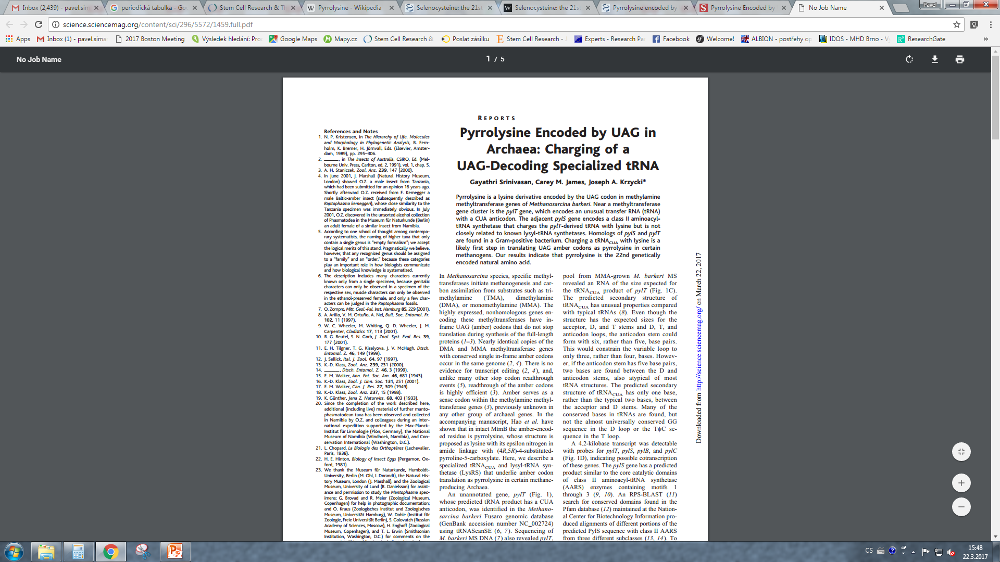 Inbox (2,439) - pavel.sim
periodická tabulka - Go
Stem Cell Research & T
Pyrrolysine - Wikipedia
Selenocysteine: the 21st
Selenocysteine: the 21st
Pyrrolysine encoded by
Pyrrolysine Encoded by
No Job Name
Pavel
science.sciencemag.org/content/sci/296/5572/1459.full.pdf
Apps
Inbox (1) - pavel.sima
2017 Boston Meeting
Výsledek hledání: Pro
Google Maps
Mapy.cz
Stem Cell Research &
Poslat zásilku
Stem Cell Research -
Experts - Research Pa
Facebook
Welcome!
ALBION - postřehy op
IDOS - MHD Brno - V
ResearchGate
No Job Name
1 / 5
REPORTS
References and Notes
1. N. P. Kristensen, in The Hierarchy of Life. Molecules
and Morphology in Phylogenetic Analysis, B. Fern-
holm, K. Bremer, H. Jörnvall, Eds. (Elsevier, Amster-
dam, 1989), pp. 295–306.
2. ______, in The Insects of Australia, CSIRO, Ed. (Mel-
bourne Univ. Press, Carlton, ed. 2, 1991), vol. 1, chap. 5.
3. A. H. Staniczek, Zool. Anz. 239, 147 (2000).
4. In June 2001, J. Marshall (Natural History Museum,
London) showed O.Z. a male insect from Tanzania,
which had been submitted for an opinion 16 years ago.
Shortly afterward O.Z. received from F. Kernegger a
male Baltic-amber insect (subsequently described as
Raptophasma kerneggeri), whose close similarity to the
Tanzania specimen was immediately obvious. In July
2001, O.Z. discovered in the unsorted alcohol collection
of Phasmatodea in the Museum für Naturkunde (Berlin)
an adult female of a similar insect from Namibia.
5. According to one school of thought among contempo-
rary systematists, the naming of higher taxa that only
contain a single genus is "empty formalism"; we accept
the logical merits of this stand. Pragmatically we believe,
however, that any recognized genus should be assigned
to a "family" and an "order," because these categories
play an important role in how biologists communicate
and how biological knowledge is systematized.
6. The description includes many characters currently
known only from a single specimen, because genitalic
characters can only be observed in a specimen of the
respective sex, muscle characters can only be observed
in the ethanol-preserved female, and only a few char-
acters can be judged in the Raptophasma fossils.
7. O. Zompro, Mitt. Geol.-Pal. Inst. Hamburg 85, 229 (2001).
8. A. Arillo, V. M. Ortuño, A. Nel, Bull. Soc. Entomol. Fr.
102, 11 (1997).
9. W. C. Wheeler, M. Whiting, Q. D. Wheeler, J. M.
Carpenter, Cladistics 17, 113 (2001).
10. R. G. Beutel, S. N. Gorb, J. Zool. Syst. Evol. Res. 39,
177 (2001).
11. E. H. Tilgner, T. G. Kiselyova, J. V. McHugh, Dtsch.
Entomol. Z. 46, 149 (1999).
12. J. Sellick, Ital. J. Zool. 64, 97 (1997).
13. K.-D. Klass, Zool. Anz. 239, 231 (2000).
14. ______, Dtsch. Entomol. Z. 46, 3 (1999).
15. E. M. Walker, Ann. Ent. Soc. Am. 46, 681 (1943).
16. K.-D. Klass, Zool. J. Linn. Soc. 131, 251 (2001).
17. E. M. Walker, Can. J. Res. 27, 309 (1949).
18. K.-D. Klass, Zool. Anz. 237, 15 (1998).
19. K. Günther, Jena Z. Naturwiss. 68, 403 (1933).
20. Since the completion of the work described here,
additional (including live) material of further manto-
phasmatodean taxa has been observed and collected
in Namibia by O.Z. and colleagues during an inter-
national expedition supported by the Max-Planck-
Institut für Limnologie (Plön, Germany), the National
Museum of Namibia (Windhoek, Namibia), and Con-
servation International (Washington, D.C.).
21. L. Chopard, La Biologie des Orthoptères (Lechevalier,
Paris, 1938).
22. H. E. Hinton, Biology of Insect Eggs (Pergamon, Ox-
ford, 1981).
23. We thank the Museum für Naturkunde, Humboldt-
University, Berlin (M. Ohl, I. Dorandt), the Natural His-
tory Museum, London (J. Marshall), and the Zoological
Museum, University of Lund (R. Danielsson) for assist-
ance and permission to study the Mantophasma spec-
imens; G. Brovad and R. Meier (Zoological Museum,
Copenhagen) for help in photographic documentation;
and O. Kraus (Zoologisches Institut und Zoologisches
Museum, Universität Hamburg), W. Dohle (Institut für
Zoologie, Freie Universität Berlin), S. Golovatch (Russian
Academy of Sciences, Moscow), H. Enghoff (Zoological
Museum, Copenhagen), and T. L. Erwin (Smithsonian
Institution, Washington, D.C.) for comments on the
Pyrrolysine Encoded by UAG in
Archaea: Charging of a
UAG-Decoding Specialized tRNA
Gayathri Srinivasan, Carey M. James, Joseph A. Krzycki*
Pyrrolysine is a lysine derivative encoded by the UAG codon in methylamine
methyltransferase genes of Methanosarcina barkeri. Near a methyltransferase
gene cluster is the pylT gene, which encodes an unusual transfer RNA (tRNA)
with a CUA anticodon. The adjacent pylS gene encodes a class II aminoacyl-
tRNA synthetase that charges the pylT-derived tRNA with lysine but is not
closely related to known lysyl-tRNA synthetases. Homologs of pylS and pylT
are found in a Gram-positive bacterium. Charging a tRNACUA with lysine is a
likely first step in translating UAG amber codons as pyrrolysine in certain
methanogens. Our results indicate that pyrrolysine is the 22nd genetically
encoded natural amino acid.
In Methanosarcina species, specific methyl-
transferases initiate methanogenesis and car-
bon assimilation from substrates such as tri-
methylamine (TMA), dimethylamine
(DMA), or monomethylamine (MMA). The
highly expressed, nonhomologous genes en-
coding these methyltransferases have in-
frame UAG (amber) codons that do not stop
translation during synthesis of the full-length
proteins (1–3). Nearly identical copies of the
DMA and MMA methyltransferase genes
with conserved single in-frame amber codons
occur in the same genome (2, 4). There is no
evidence for transcript editing (2, 4), and,
unlike many other stop codon readthrough
events (5), readthrough of the amber codons
is highly efficient (3). Amber serves as a
sense codon within the methylamine methyl-
transferase genes (3), previously unknown in
any other group of archaeal genes. In the
accompanying manuscript, Hao et al. have
shown that in intact MtmB the amber-encod-
ed residue is pyrrolysine, whose structure is
proposed as lysine with its epsilon nitrogen in
amide linkage with (4R,5R)-4-substituted-
pyrroline-5-carboxylate. Here, we describe a
specialized tRNACUA and lysyl-tRNA syn-
thetase (LysRS) that underlie amber codon
translation as pyrrolysine in certain methane-
producing Archaea.
An unannotated gene, pylT (Fig. 1),
whose predicted tRNA product has a CUA
anticodon, was identified in the Methano-
sarcina barkeri Fusaro genomic database
(GenBank accession number NC_002724)
using tRNAScanSE (6, 7). Sequencing of
M. barkeri MS DNA (7) also revealed pylT,
pool from MMA-grown M. barkeri MS
revealed an RNA of the size expected for
the tRNACUA product of pylT (Fig. 1C).
The predicted secondary structure of
tRNACUA has unusual properties compared
with typical tRNAs (8). Even though the
structure has the expected sizes for the
acceptor, D, and T stems and D, T, and
anticodon loops, the anticodon stem could
form with six, rather than five, base pairs.
This would constrain the variable loop to
only three, rather than four, bases. Howev-
er, if the anticodon stem has five base pairs,
two bases are found between the D and
anticodon stems, also atypical of most
tRNA structures. The predicted secondary
structure of tRNACUA has only one base,
rather than the typical two bases, between
the acceptor and D stems. Many of the
conserved bases in tRNAs are found, but
not the almost universally conserved GG
sequence in the D loop or the TψC se-
quence in the T loop.
A 4.2-kilobase transcript was detectable
with probes for pylT, pylS, pylB, and pylC
(Fig. 1D), indicating possible cotranscription
of these genes. The pylS gene has a predicted
product similar to the core catalytic domains
of class II aminoacyl-tRNA synthetase
(AARS) enzymes containing motifs 1
through 3 (9, 10). An RPS-BLAST (11)
search for conserved domains found in the
Pfam database (12) maintained at the Nation-
al Center for Biotechnology Information pro-
duced alignments of different portions of the
predicted PylS sequence with class II AARS
from three different subclasses (13, 14). To
Downloaded from http://science.sciencemag.org/ on March 22, 2017
CS
15:48
22.3.2017